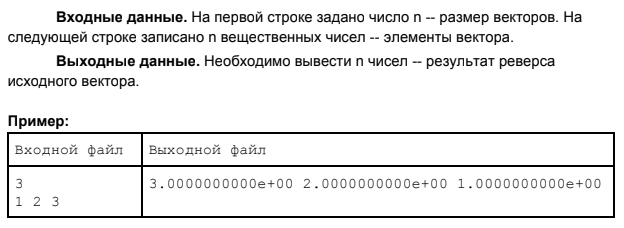 Входные данные. На первой строке задано число n -- размер векторов. На
следующей строке записано n вещественных чисел -- элементы вектора.
Выходные данные. Необходимо вывести n чисел -- результат реверса
исходного вектора.
Пример:
Входной файл Выходной файл
3 3.0000000000e+00 2.0000000000e+00 1.0000000000e+00
1 2 3